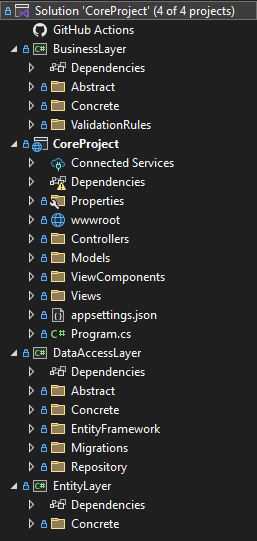 Solution 'CoreProject' (4 of 4 projects)
GitHub Actions
C# BusinessLayer
Dependencies
Abstract
Concrete
ValidationRules
CoreProject
Connected Services
Dependencies
Properties
wwwroot
Controllers
Models
ViewComponents
Views
appsettings.json
C# Program.cs
C# DataAccessLayer
Dependencies
Abstract
Concrete
EntityFramework
Migrations
Repository
C# EntityLayer
Dependencies
Concrete